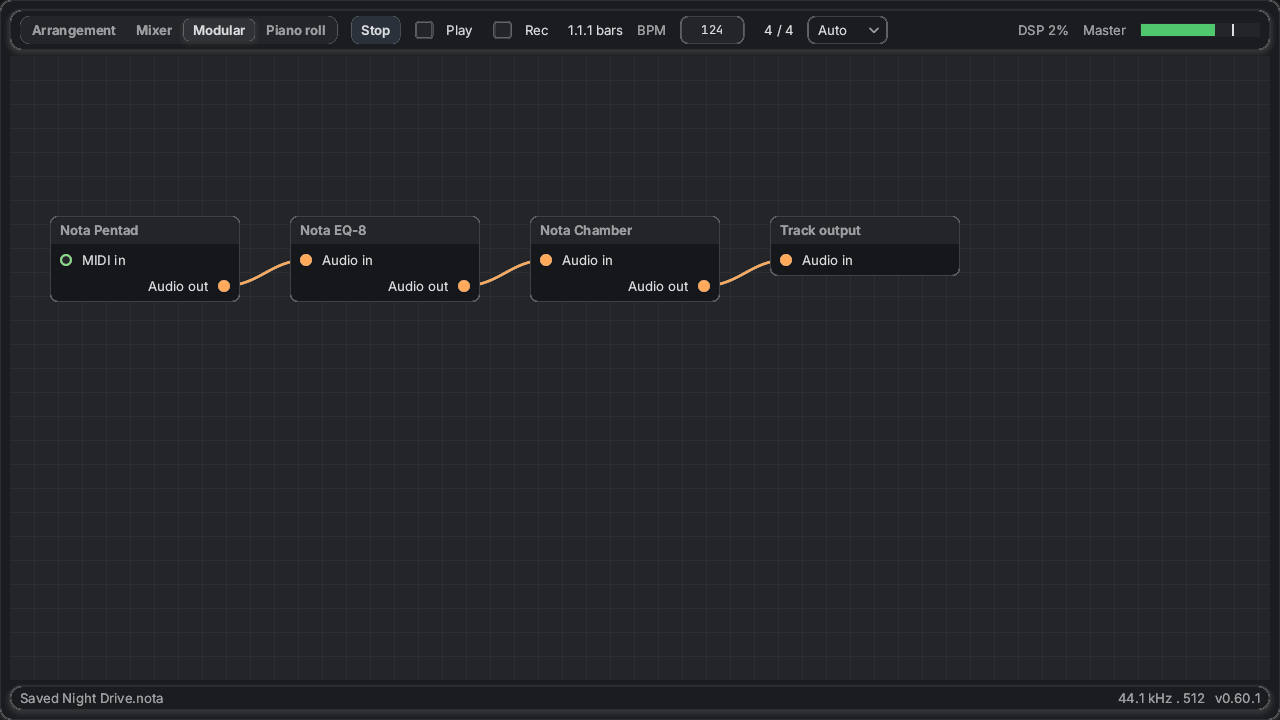 Arrangement Mixer Modular Piano roll Stop Play Rec 1.1.1 bars BPM 124 4 / 4 Auto DSP 2% Master
Nota Pentad Nota EQ-8 Nota Chamber Track output
MIDI in Audio in Audio in Audio in
Audio out Audio out Audio out
Saved Night Drive.nota 44.1 kHz . 512 v0.60.1